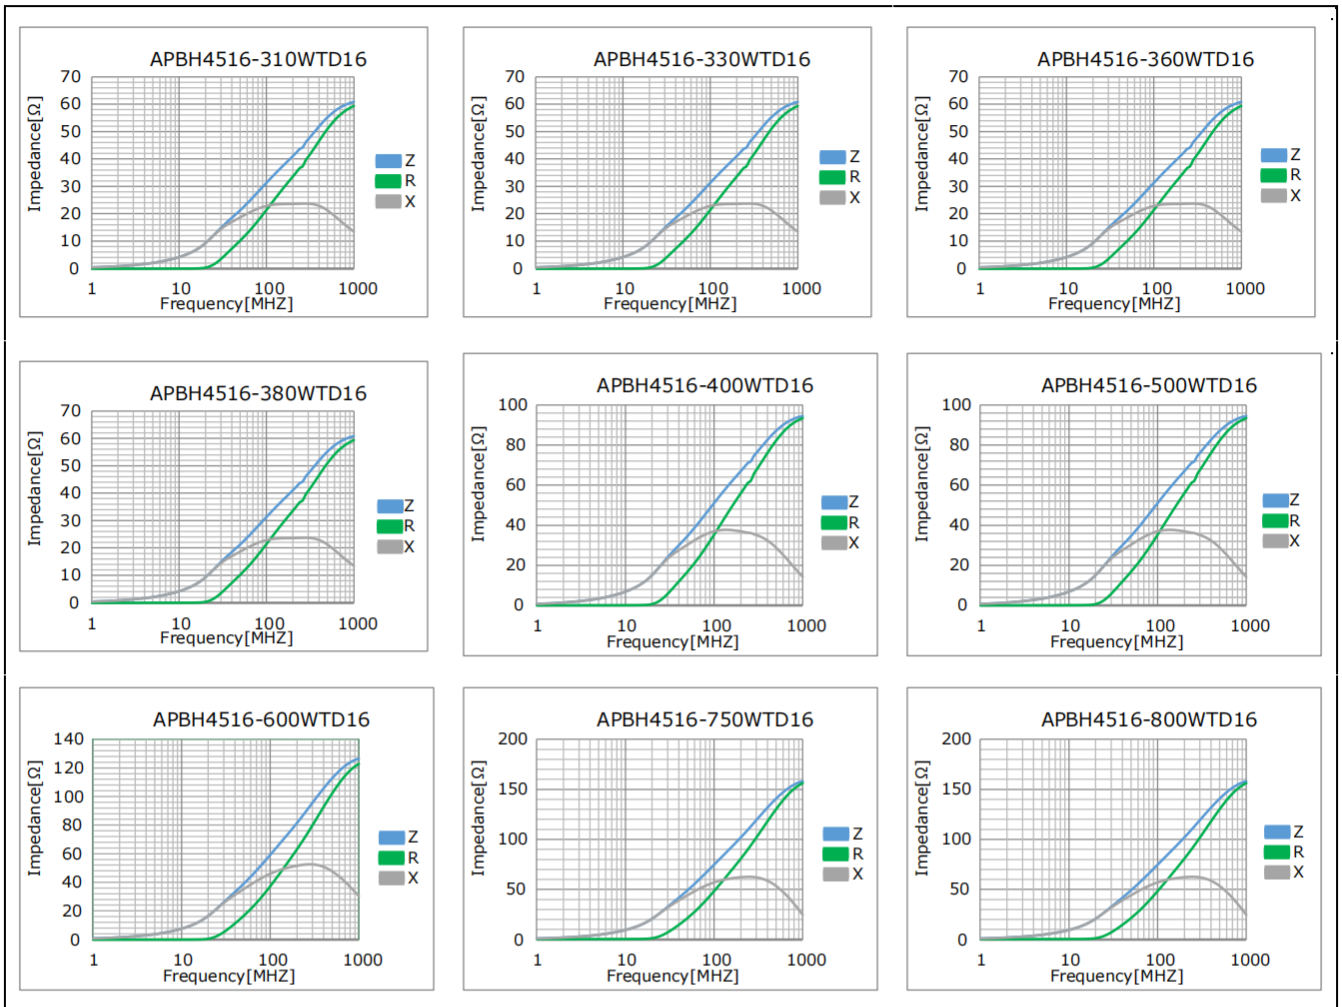 APBH4516-310WTD16
Impedance[Ω]
70
60
50
40
30
20
10
0
1 10 100 1000
Frequency[MHZ]
Z
R
X
APBH4516-330WTD16
Impedance[Ω]
70
60
50
40
30
20
10
0
1 10 100 1000
Frequency[MHZ]
Z
R
X
APBH4516-360WTD16
Impedance[Ω]
70
60
50
40
30
20
10
0
1 10 100 1000
Frequency[MHZ]
Z
R
X
APBH4516-380WTD16
Impedance[Ω]
70
60
50
40
30
20
10
0
1 10 100 1000
Frequency[MHZ]
Z
R
X
APBH4516-400WTD16
Impedance[Ω]
100
80
60
40
20
0
1 10 100 1000
Frequency[MHZ]
Z
R
X
APBH4516-500WTD16
Impedance[Ω]
100
80
60
40
20
0
1 10 100 1000
Frequency[MHZ]
Z
R
X
APBH4516-600WTD16
Impedance[Ω]
140
120
100
80
60
40
20
0
1 10 100 1000
Frequency[MHZ]
Z
R
X
APBH4516-750WTD16
Impedance[Ω]
200
150
100
50
0
1 10 100 1000
Frequency[MHZ]
Z
R
X
APBH4516-800WTD16
Impedance[Ω]
200
150
100
50
0
1 10 100 1000
Frequency[MHZ]
Z
R
X